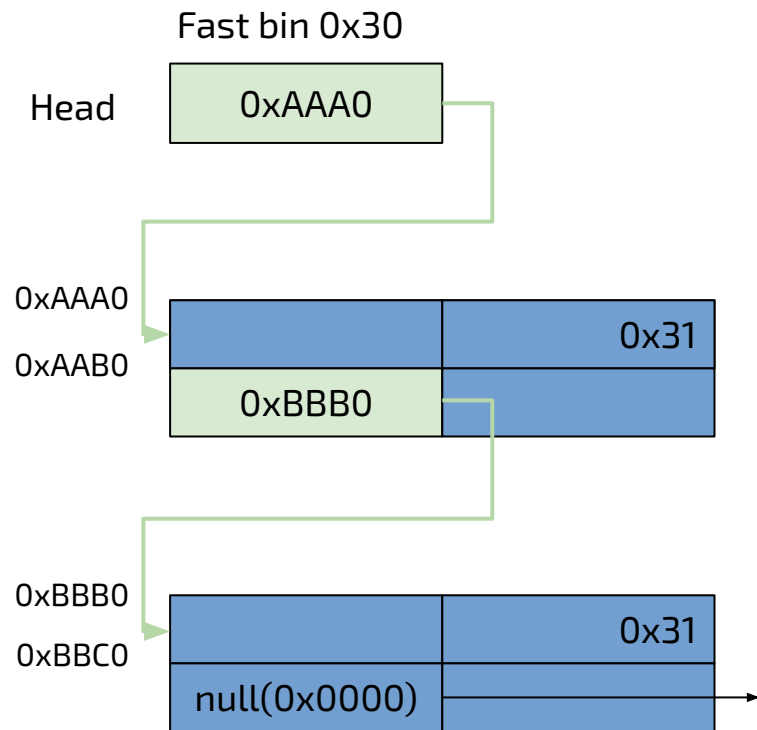 Fast bin 0x30
Head
0xAAA0
0xAAA0
0x31
0xAAB0
0xBBB0
0xBBB0
0x31
0xBBC0
null(0x0000)